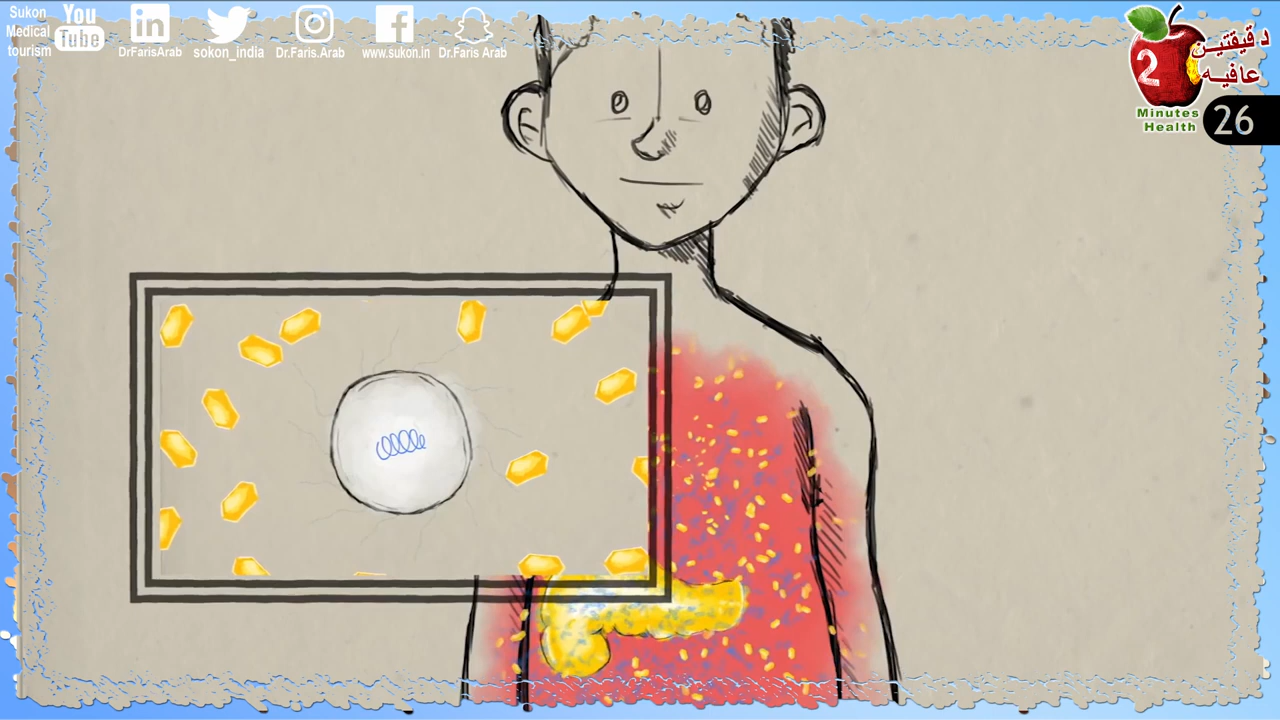 Sukon
Medical
tourism
You
Tube
in
DrFarisArab
sokon_india
Dr.Faris.Arab
f
www.sukon.in
Dr.Faris Arab
2
دقيقتين
عافيه
Minutes
Health
26